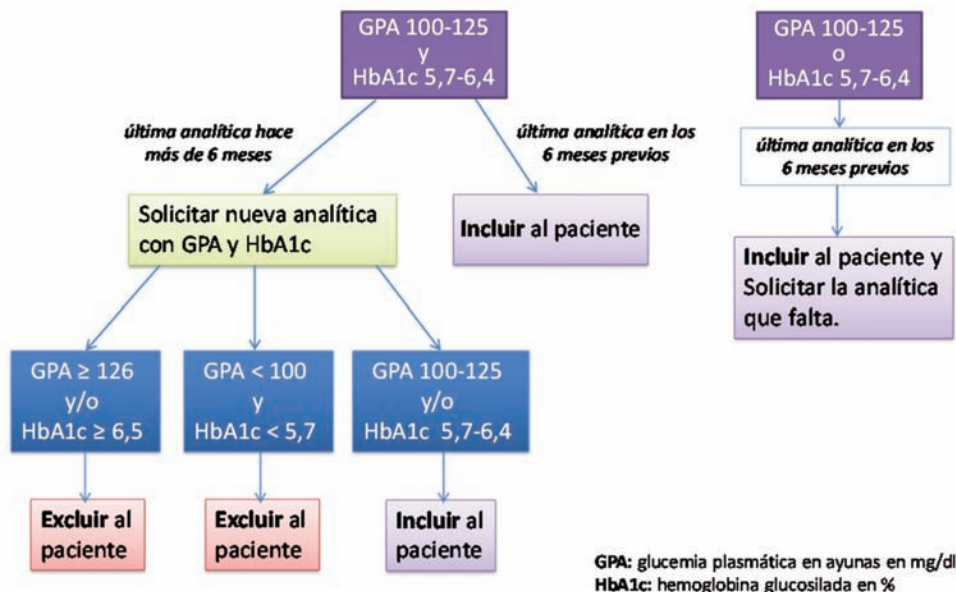 GPA 100-125
y
HbA1c 5,7-6,4
última analítica hace
más de 6 meses
última analítica en los
6 meses previos
Solicitar nueva analítica
con GPA y HbA1c
Incluir al paciente
GPA ≥ 126
y/o
HbA1c ≥ 6,5
GPA < 100
y
HbA1c < 5,7
GPA 100-125
y/o
HbA1c 5,7-6,4
Excluir al
paciente
Excluir al
paciente
Incluir al
paciente
GPA 100-125
o
HbA1c 5,7-6,4
última analítica en los
6 meses previos
Incluir al paciente y
Solicitar la analítica
que falta.
GPA: glucemia plasmática en ayunas en mg/dl
HbA1c: hemoglobina glucosilada en %